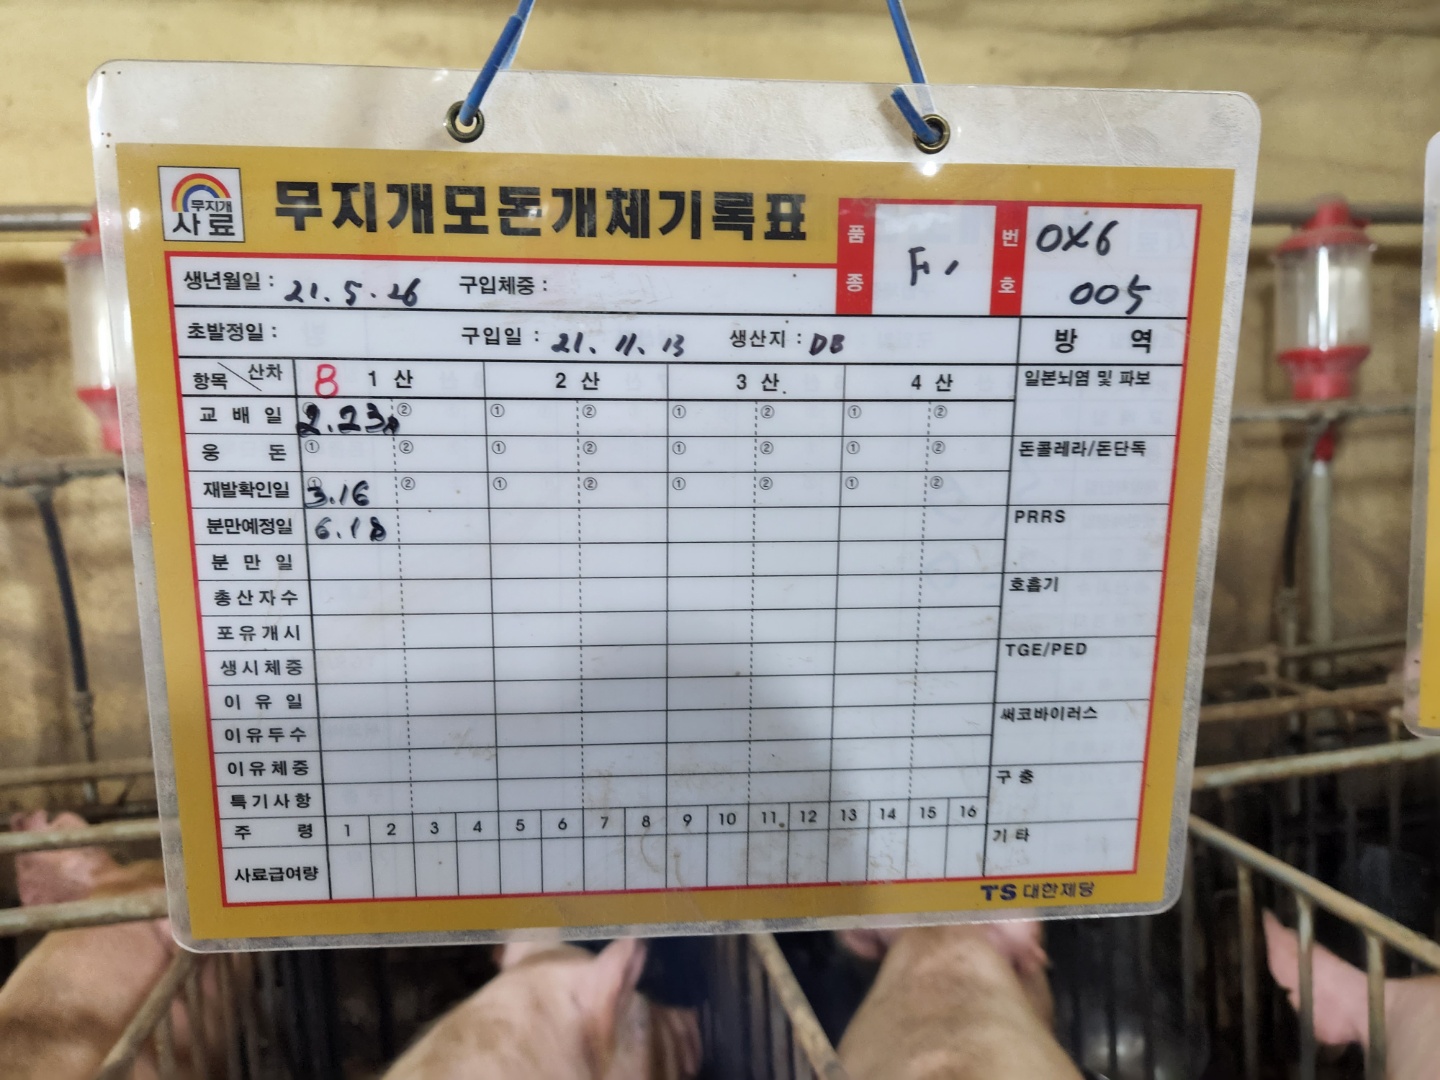 무지개
사료
무지개모돈개체기록표
품종 F1
번호 0X6
005
생년월일 : 21. 5. 26 구입체중 :
초발정일 : 구입일 : 21. 11. 13 생산지 : DB
방 역
항목 산차 8 1 산 2 산 3 산 4 산
교 배 일 2.23 ② ① ② ① ② ① ②
웅 돈 ① ② ① ② ① ② ① ②
재발확인일 ① 3.16 ② ① ② ① ② ① ②
분만예정일 6.18
분 만 일
총산자수
포유개시
생시체중
이 유 일
이유두수
이유체중
특기사항
주 령 1 2 3 4 5 6 7 8 9 10 11 12 13 14 15 16
사료급여량
일본뇌염 및 파보
돈콜레라/돈단독
PRRS
호흡기
TGE/PED
써코바이러스
구 충
기 타
TS 대한제당